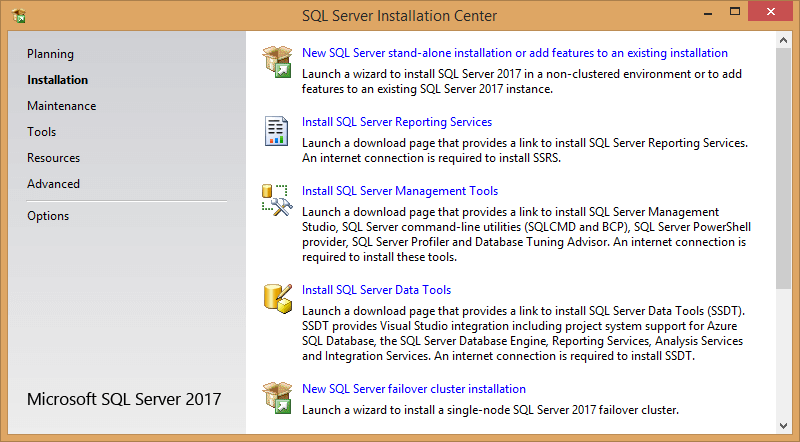 SQL Server Installation Center
Planning
Installation
Maintenance
Tools
Resources
Advanced
Options
Microsoft SQL Server 2017
New SQL Server stand-alone installation or add features to an existing installation
Launch a wizard to install SQL Server 2017 in a non-clustered environment or to add
features to an existing SQL Server 2017 instance.
Install SQL Server Reporting Services
Launch a download page that provides a link to install SQL Server Reporting Services.
An internet connection is required to install SSRS.
Install SQL Server Management Tools
Launch a download page that provides a link to install SQL Server Management
Studio, SQL Server command-line utilities (SQLCMD and BCP), SQL Server PowerShell
provider, SQL Server Profiler and Database Tuning Advisor. An internet connection is
required to install these tools.
Install SQL Server Data Tools
Launch a download page that provides a link to install SQL Server Data Tools (SSDT).
SSDT provides Visual Studio integration including project system support for Azure
SQL Database, the SQL Server Database Engine, Reporting Services, Analysis Services
and Integration Services. An internet connection is required to install SSDT.
New SQL Server failover cluster installation
Launch a wizard to install a single-node SQL Server 2017 failover cluster.